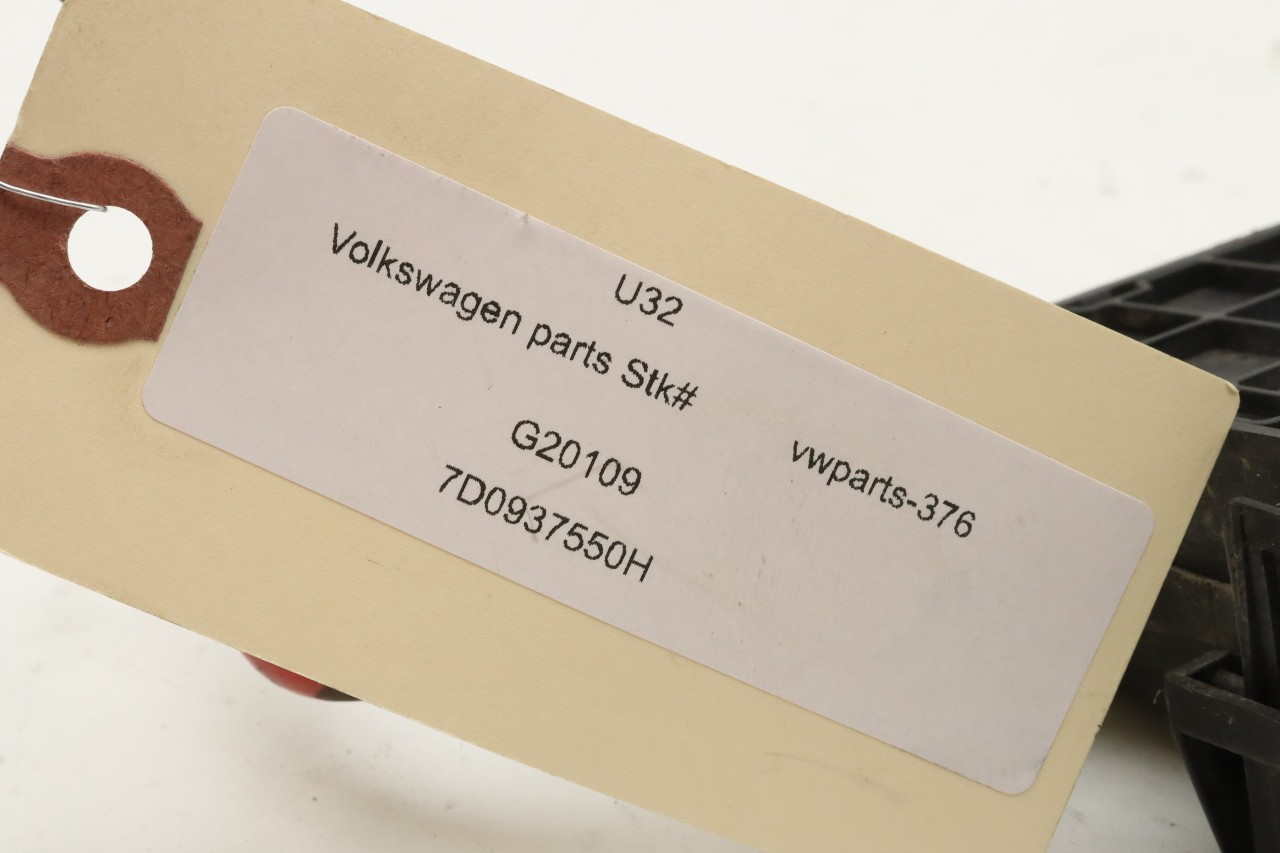 U32
Volkswagen parts Stk#
vwparts-376
G20109
7D0937550H